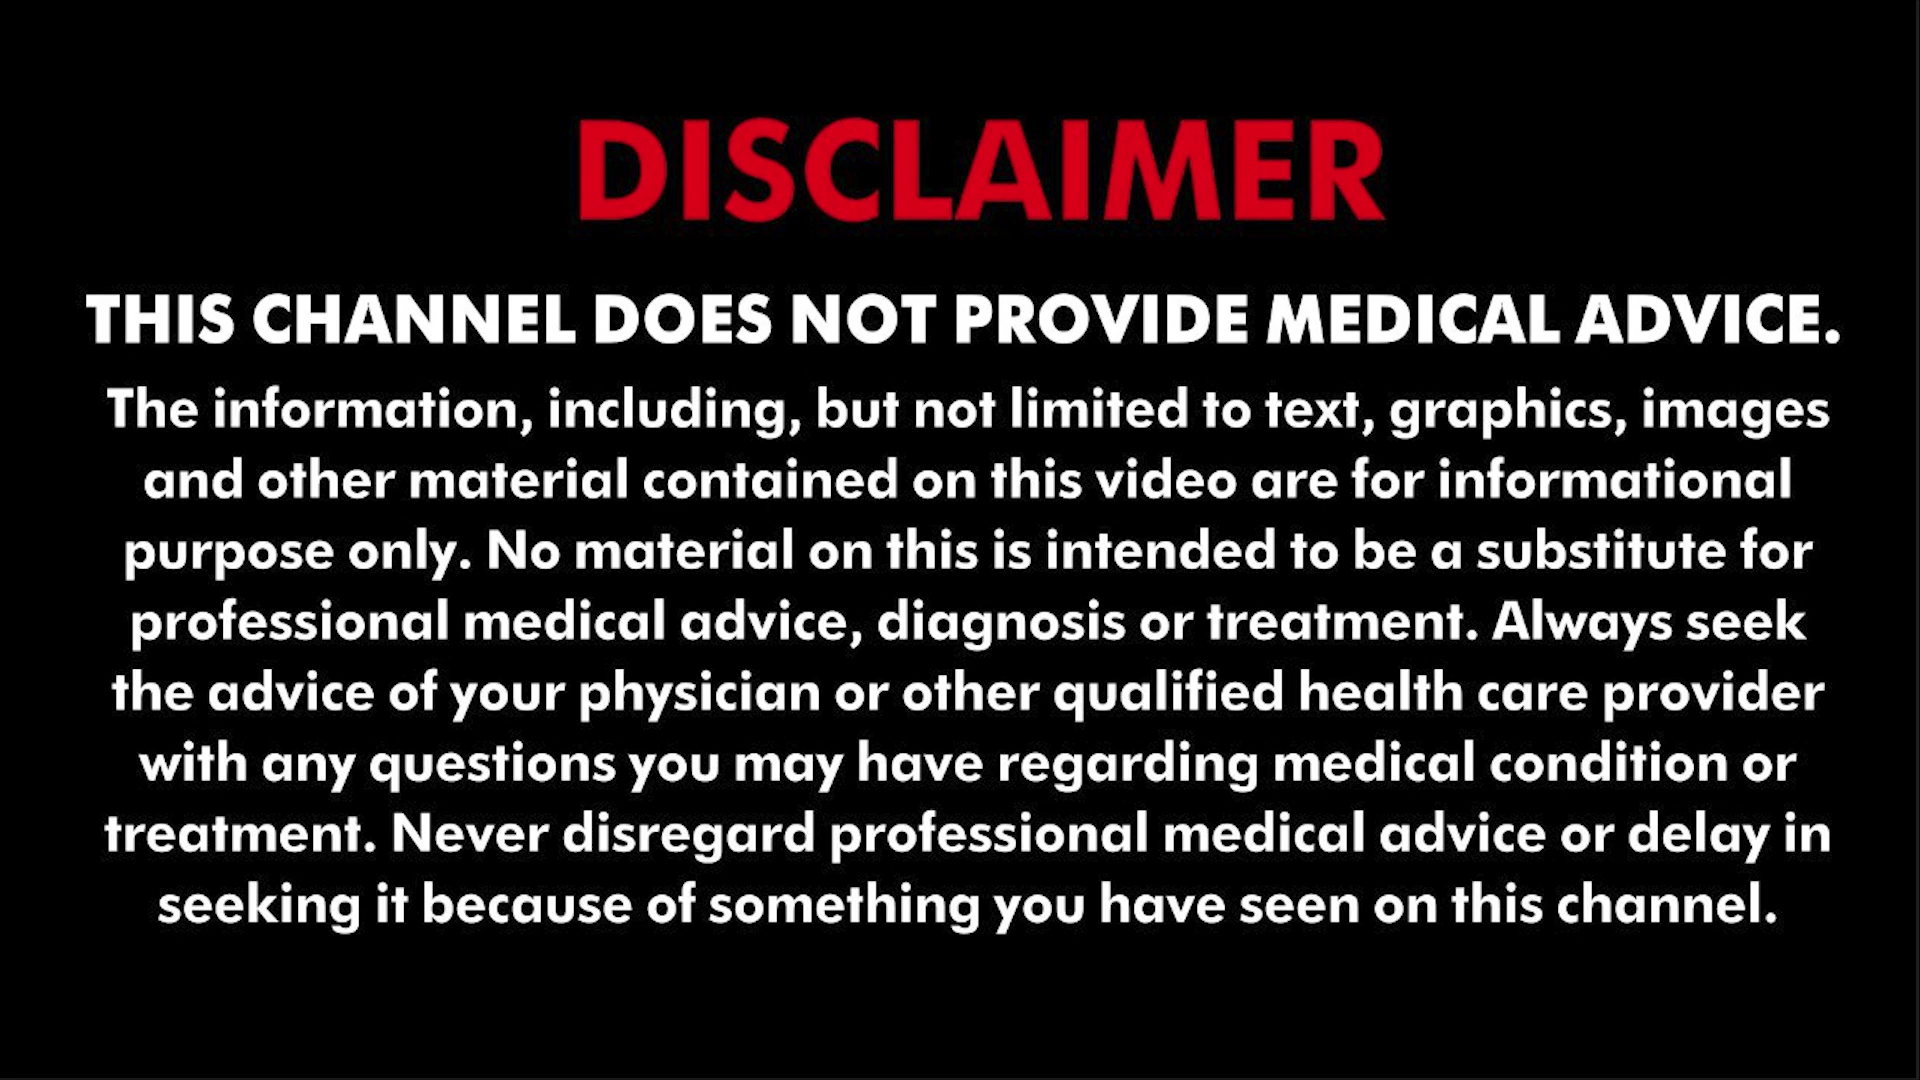 DISCLAIMER
THIS CHANNEL DOES NOT PROVIDE MEDICAL ADVICE.
The information, including, but not limited to text, graphics, images
and other material contained on this video are for informational
purpose only. No material on this is intended to be a substitute for
professional medical advice, diagnosis or treatment. Always seek
the advice of your physician or other qualified health care provider
with any questions you may have regarding medical condition or
treatment. Never disregard professional medical advice or delay in
seeking it because of something you have seen on this channel.